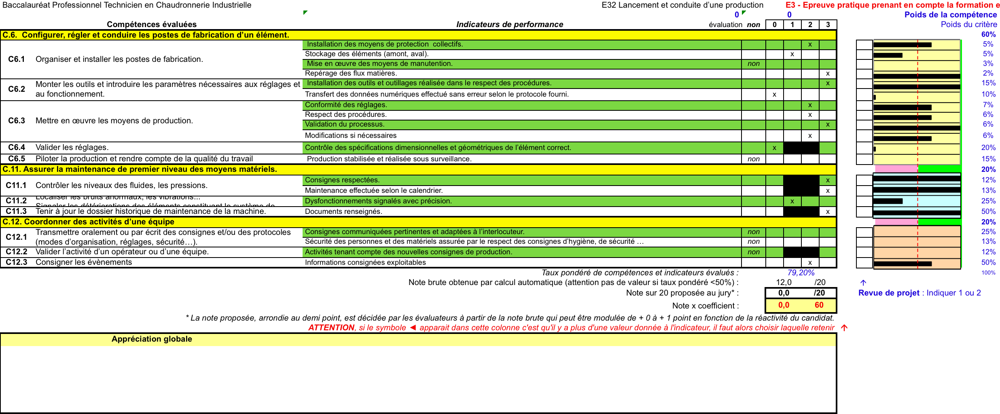 Baccalauréat Professionnel Technicien en Chaudronnerie Industrielle E32 Lancement et conduite d’une production E3 - Epreuve pratique prenant en compte la formation e
0 0 Poids de la compétence
Compétences évaluées Indicateurs de performance évaluation non 0 1 2 3 Poids du critère
C.6. Configurer, régler et conduire les postes de fabrication d’un élément. 60%
C6.1 Organiser et installer les postes de fabrication.
Installation des moyens de protection collectifs. x 5%
Stockage des éléments (amont, aval). x 5%
Mise en œuvre des moyens de manutention. non 3%
Repérage des flux matières. x 2%
C6.2 Monter les outils et introduire les paramètres nécessaires aux réglages et
au fonctionnement.
Installation des outils et outillages réalisée dans le respect des procédures. x 15%
Transfert des données numériques effectué sans erreur selon le protocole fourni. x 10%
C6.3 Mettre en œuvre les moyens de production.
Conformité des réglages. x 7%
Respect des procédures. x 6%
Validation du processus. x 6%
Modifications si nécessaires x 6%
C6.4 Valider les réglages. Contrôle des spécifications dimensionnelles et géométriques de l’élément correct. x 20%
C6.5 Piloter la production et rendre compte de la qualité du travail Production stabilisée et réalisée sous surveillance. non 15%
C.11. Assurer la maintenance de premier niveau des moyens matériels. 20%
C11.1 Contrôler les niveaux des fluides, les pressions.
Consignes respectées. x 12%
Maintenance effectuée selon le calendrier. x 13%
C11.2 Localiser les bruits anormaux, les vibrations...
Signaler les détériorations des éléments constituant le système de
Dysfonctionnements signalés avec précision. x 25%
C11.3 Tenir à jour le dossier historique de maintenance de la machine. Documents renseignés. x 50%
C.12. Coordonner des activités d’une équipe 20%
C12.1 Transmettre oralement ou par écrit des consignes et/ou des protocoles
(modes d’organisation, réglages, sécurité…).
Consignes communiquées pertinentes et adaptées à l’interlocuteur. non 25%
Sécurité des personnes et des matériels assurée par le respect des consignes d’hygiène, de sécurité … non 13%
C12.2 Valider l’activité d’un opérateur ou d’une équipe. Activités tenant compte des nouvelles consignes de production. non 12%
C12.3 Consigner les évènements Informations consignées exploitables x 50%
Taux pondéré de compétences et indicateurs évalués : 79,20% 100%
Note brute obtenue par calcul automatique (attention pas de valeur si taux pondéré <50%) : 12,0 /20 ↑
Note sur 20 proposée au jury* : 0,0 /20 Revue de projet : Indiquer 1 ou 2
Note x coefficient : 0,0 60
* La note proposée, arrondie au demi point, est décidée par les évaluateurs à partir de la note brute qui peut être modulée de + 0 à + 1 point en fonction de la réactivité du candidat.
ATTENTION, si le symbole ◄ apparait dans cette colonne c'est qu'il y a plus d'une valeur donnée à l'indicateur, il faut alors choisir laquelle retenir ↑
Appréciation globale